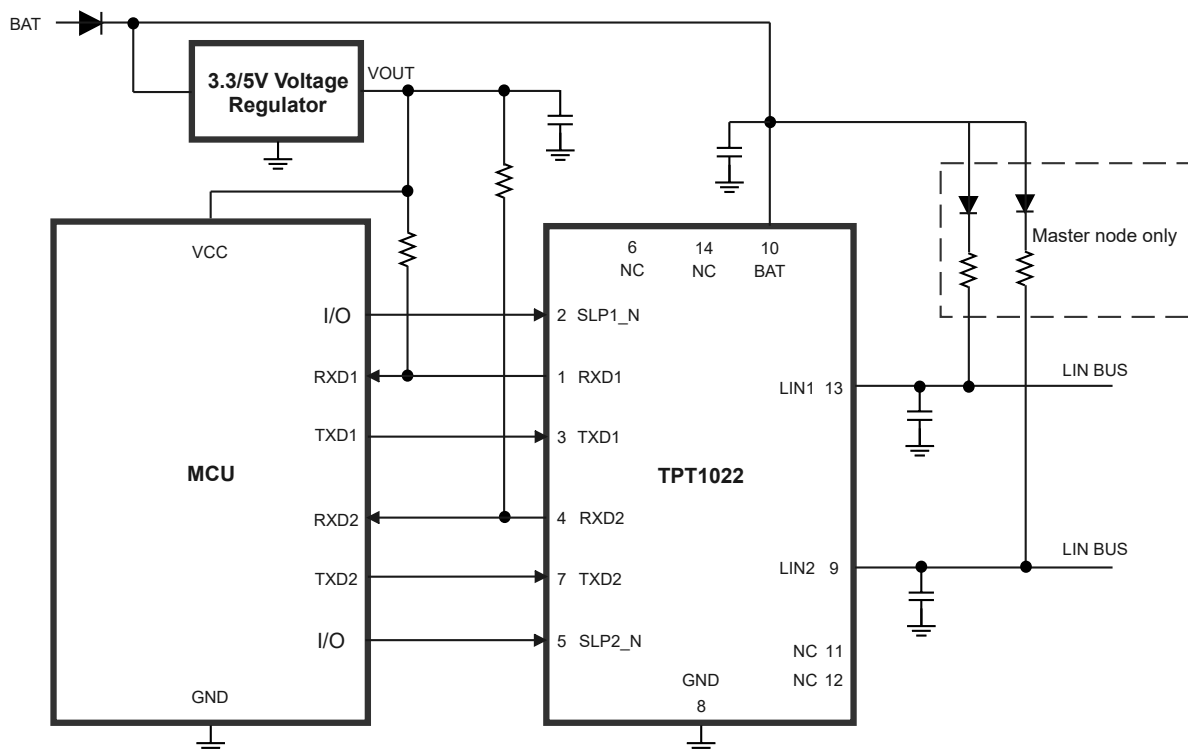 BAT
3.3/5V Voltage
Regulator
VOUT
VCC
6
NC
14
NC
10
BAT
Master node only
I/O
2 SLP1_N
RXD1
1 RXD1
LIN1 13
LIN BUS
TXD1
3 TXD1
MCU
TPT1022
RXD2
4 RXD2
LIN BUS
TXD2
7 TXD2
LIN2 9
I/O
5 SLP2_N
NC 11
NC 12
GND
GND
8